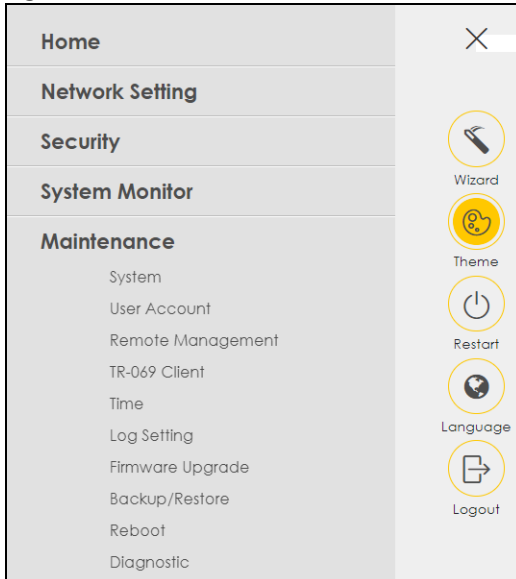 Home
Network Setting
Security
System Monitor
Maintenance
System
User Account
Remote Management
TR-069 Client
Time
Log Setting
Firmware Upgrade
Backup/Restore
Reboot
Diagnostic
Wizard
Theme
Restart
Language
Logout